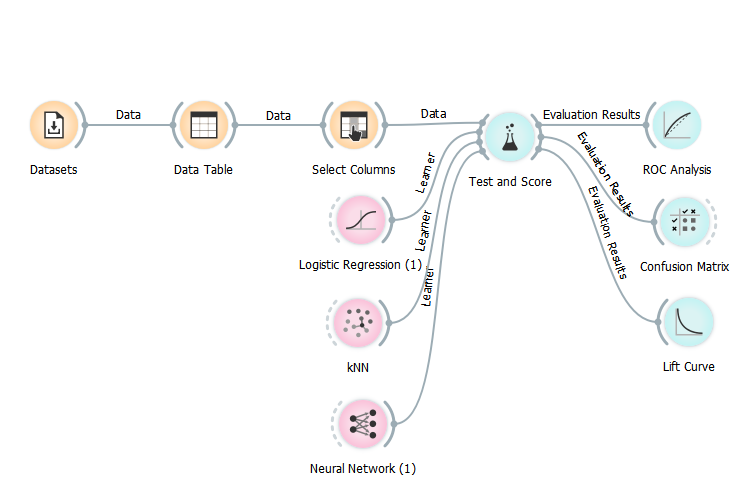 Data
Data
Data
Evaluation Results
Datasets
Data Table
Select Columns
Test and Score
ROC Analysis
Learner
Evaluation Results
Logistic Regression (1)
Learner
Evaluation Results
Confusion Matrix
Learner
kNN
Lift Curve
Neural Network (1)